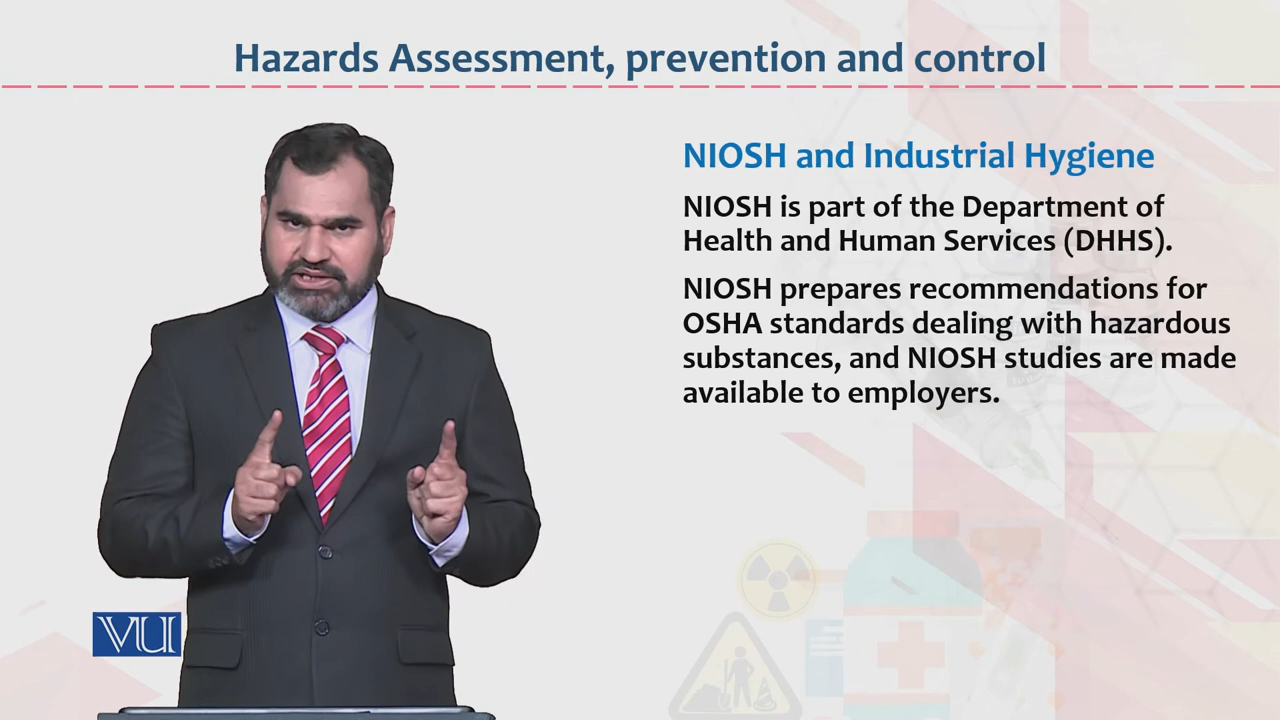 Hazards Assessment, prevention and control
NIOSH and Industrial Hygiene
NIOSH is part of the Department of
Health and Human Services (DHHS).
NIOSH prepares recommendations for
OSHA standards dealing with hazardous
substances, and NIOSH studies are made
available to employers.
VU